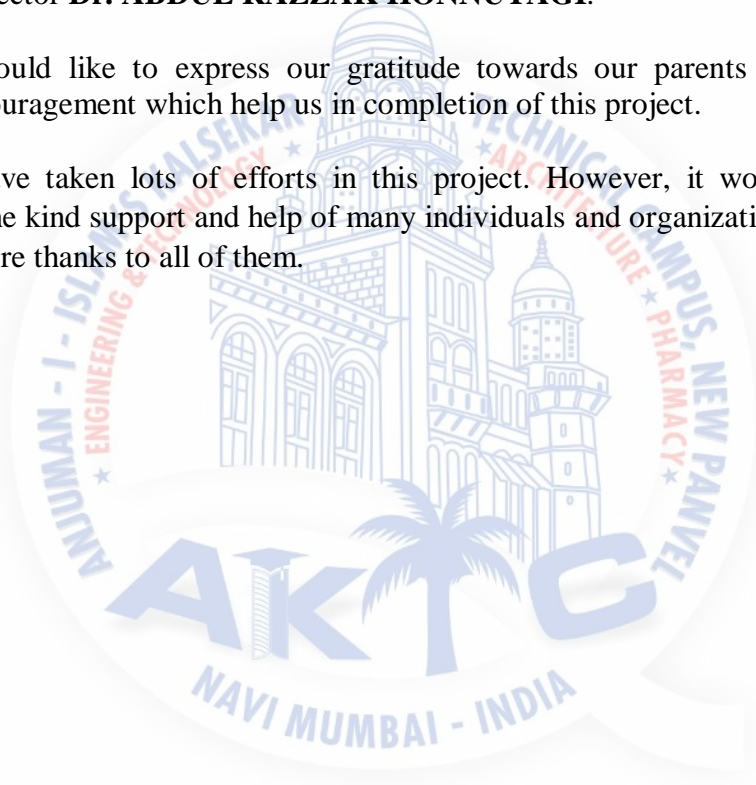 ector Dr. ABDUL RAZZAK HONNUTAGI.
ould like to express our gratitude towards our parents
ouragement which help us in completion of this project.
ve taken lots of efforts in this project. However, it wo
he kind support and help of many individuals and organizati
re thanks to all of them.
ANJUMAN - I - ISLAM'S KALSEKAR TECHNICAL CAMPUS, NEW PANVEL
★ ENGINEERING & TECHNOLOGY ★ ★ ARCHITECTURE ★ PHARMACY ★
AIKTC
NAVI MUMBAI - INDIA